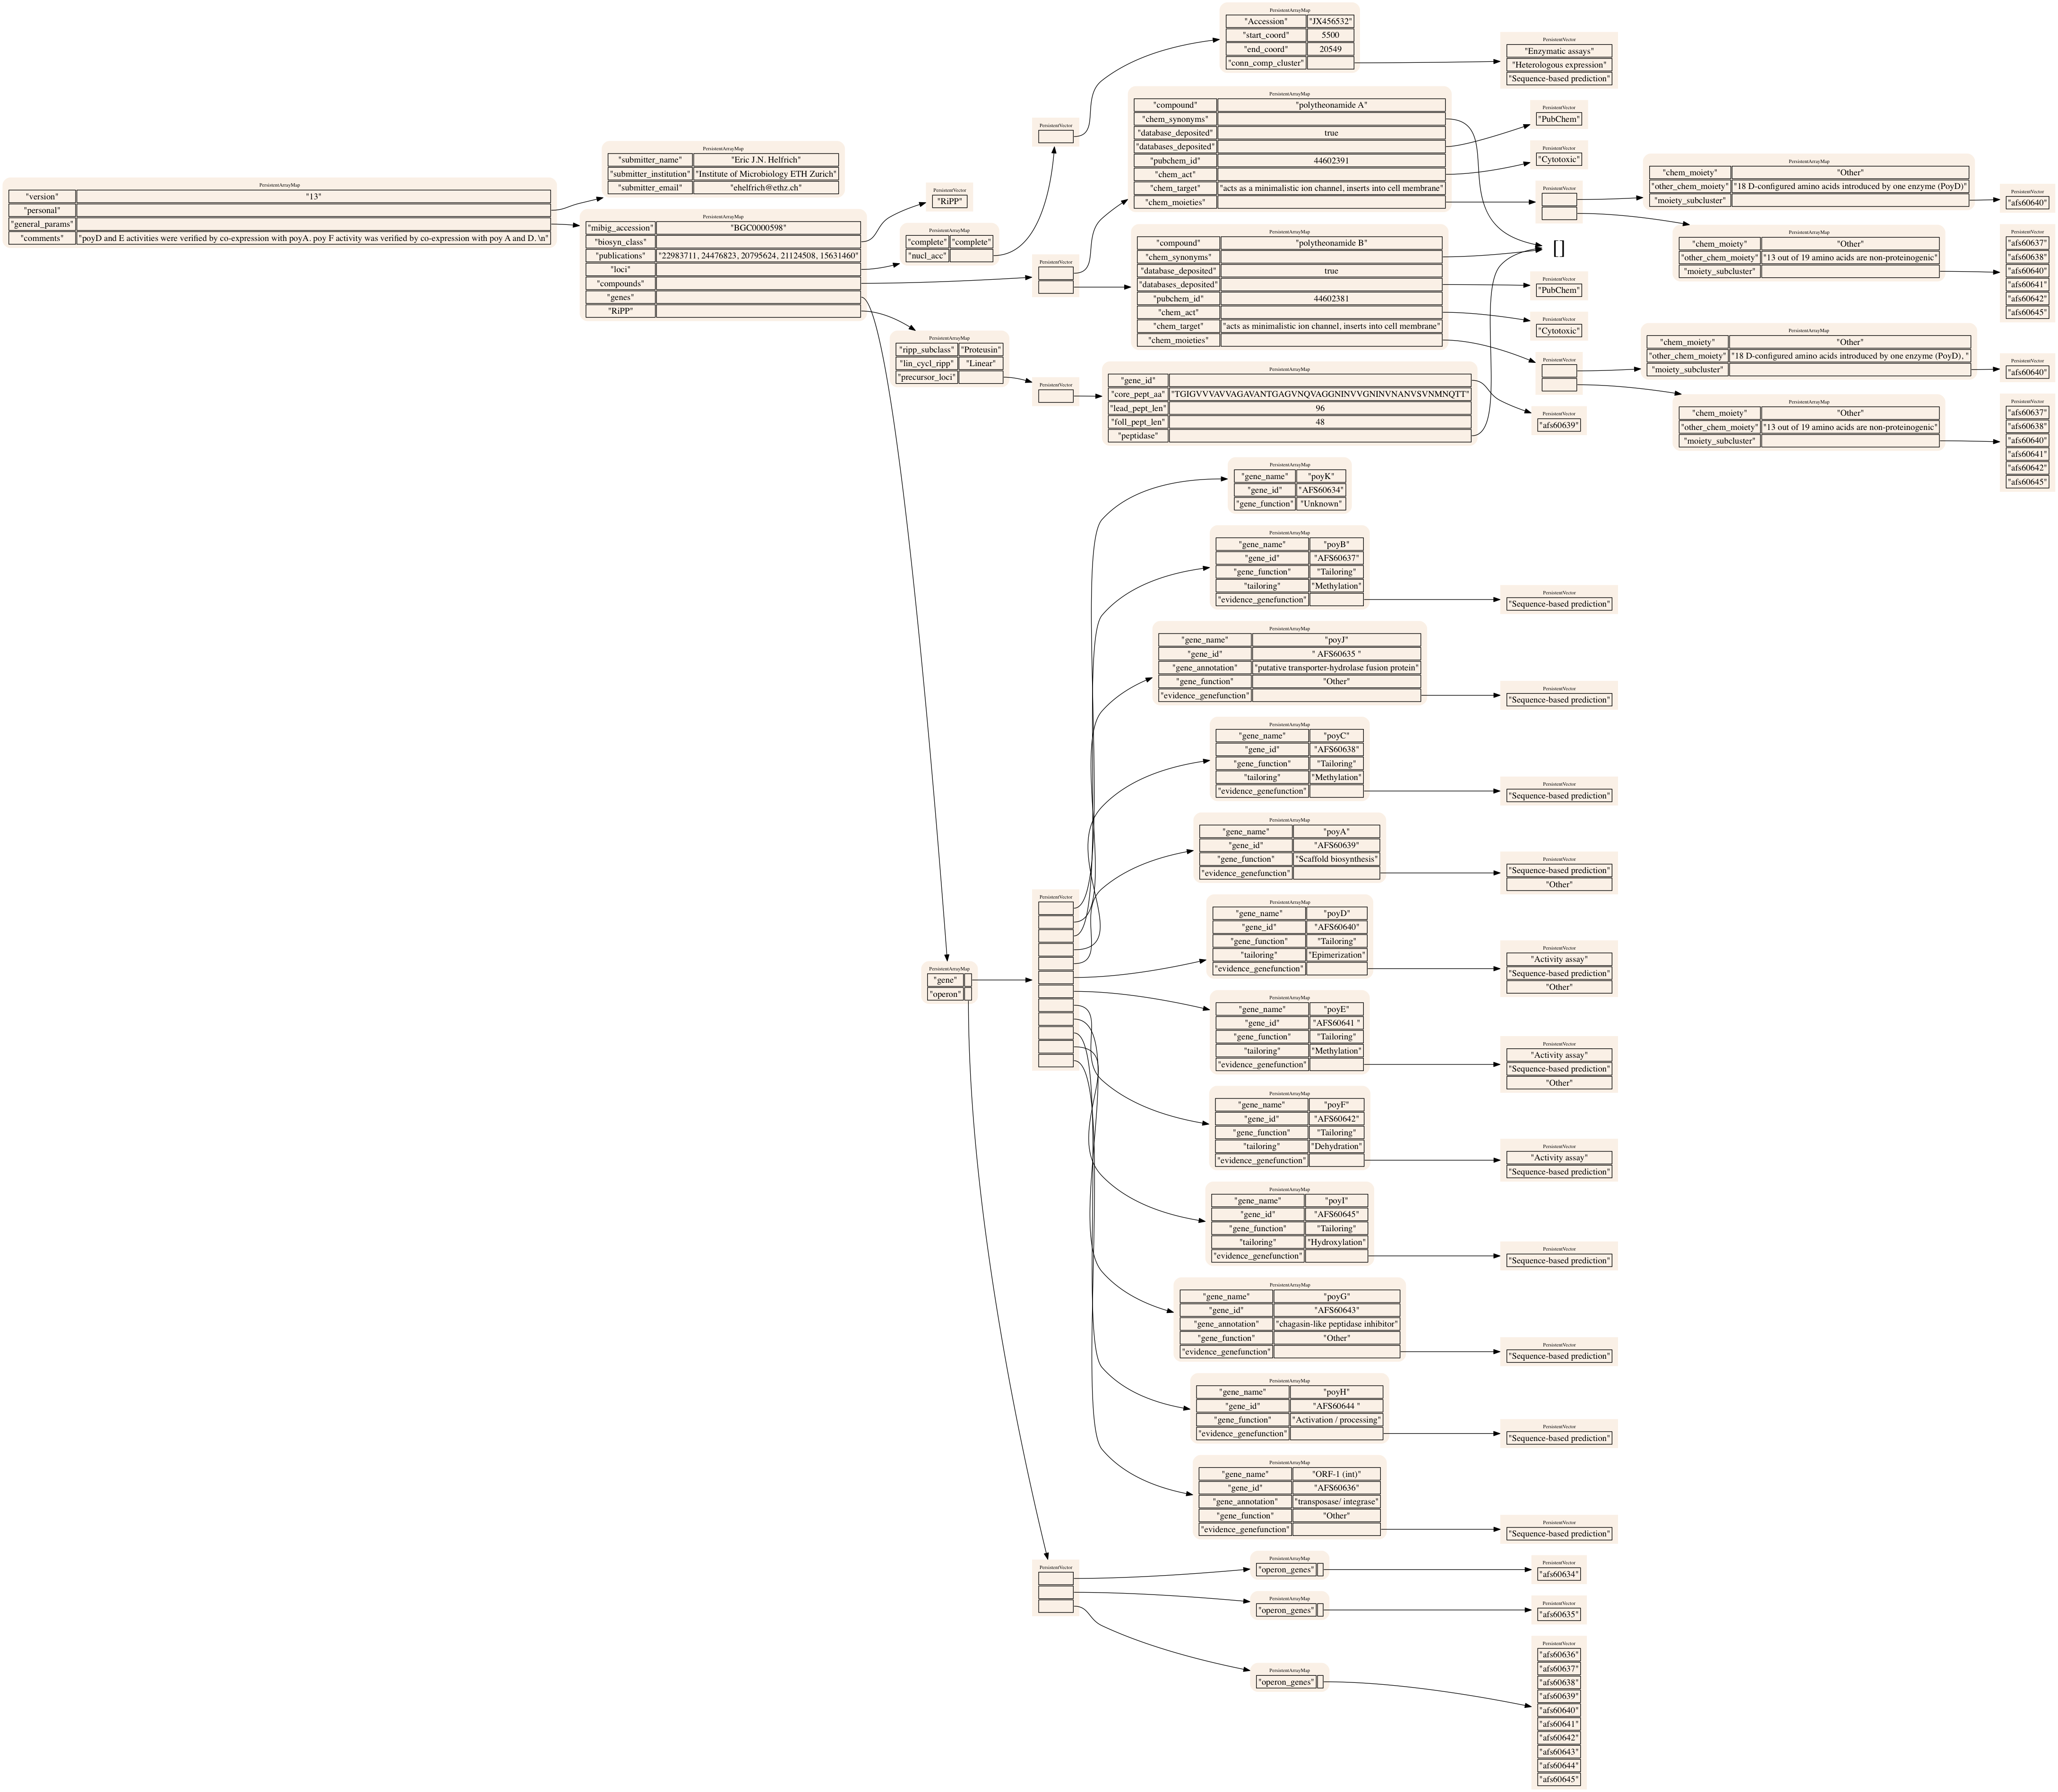 PersistentArrayMap
"version" "13"
"personal"
"general_params"
"comments" "poyD and E activities were verified by co-expression with poyA. poy F activity was verified by co-expression with poy A and D. \n"
PersistentArrayMap
"submitter_name" "Eric J.N. Helfrich"
"submitter_institution" "Institute of Microbiology ETH Zurich"
"submitter_email" "ehelfrich@ethz.ch"
PersistentArrayMap
"mibig_accession" "BGC0000598"
"biosyn_class"
"publications" "22983711, 24476823, 20795624, 21124508, 15631460"
"loci"
"compounds"
"genes"
"RiPP"
PersistentVector
"RiPP"
PersistentArrayMap
"complete" "complete"
"nucl_acc"
PersistentVector
PersistentArrayMap
"Accession" "JX456532"
"start_coord" 5500
"end_coord" 20549
"conn_comp_cluster"
PersistentVector
"Enzymatic assays"
"Heterologous expression"
"Sequence-based prediction"
PersistentVector
PersistentArrayMap
"compound" "polytheonamide A"
"chem_synonyms"
"database_deposited" true
"databases_deposited"
"pubchem_id" 44602391
"chem_act"
"chem_target" "acts as a minimalistic ion channel, inserts into cell membrane"
"chem_moieties"
PersistentVector
"PubChem"
PersistentVector
"Cytotoxic"
PersistentVector
PersistentArrayMap
"chem_moiety" "Other"
"other_chem_moiety" "18 D-configured amino acids introduced by one enzyme (PoyD)"
"moiety_subcluster"
PersistentVector
"afs60640"
PersistentArrayMap
"chem_moiety" "Other"
"other_chem_moiety" "13 out of 19 amino acids are non-proteinogenic"
"moiety_subcluster"
PersistentVector
"afs60637"
"afs60638"
"afs60640"
"afs60641"
"afs60642"
"afs60645"
[]
PersistentArrayMap
"compound" "polytheonamide B"
"chem_synonyms"
"database_deposited" true
"databases_deposited"
"pubchem_id" 44602381
"chem_act"
"chem_target" "acts as minimalistic ion channel, inserts into cell membrane"
"chem_moieties"
PersistentVector
"PubChem"
PersistentVector
"Cytotoxic"
PersistentVector
PersistentArrayMap
"chem_moiety" "Other"
"other_chem_moiety" "18 D-configured amino acids introduced by one enzyme (PoyD), "
"moiety_subcluster"
PersistentVector
"afs60640"
PersistentArrayMap
"chem_moiety" "Other"
"other_chem_moiety" "13 out of 19 amino acids are non-proteinogenic"
"moiety_subcluster"
PersistentVector
"afs60637"
"afs60638"
"afs60640"
"afs60641"
"afs60642"
"afs60645"
PersistentArrayMap
"ripp_subclass" "Proteusin"
"lin_cycl_ripp" "Linear"
"precursor_loci"
PersistentVector
PersistentArrayMap
"gene_id"
"core_pept_aa" "TGIGVVVAVVAGAVANTGAGVNQVAGGNINVVGNINVNANVSVNMNQTT"
"lead_pept_len" 96
"foll_pept_len" 48
"peptidase"
PersistentVector
"afs60639"
PersistentArrayMap
"gene"
"operon"
PersistentVector
PersistentArrayMap
"gene_name" "poyK"
"gene_id" "AFS60634"
"gene_function" "Unknown"
PersistentArrayMap
"gene_name" "poyB"
"gene_id" "AFS60637"
"gene_function" "Tailoring"
"tailoring" "Methylation"
"evidence_genefunction"
PersistentVector
"Sequence-based prediction"
PersistentArrayMap
"gene_name" "poyJ"
"gene_id" " AFS60635 "
"gene_annotation" "putative transporter-hydrolase fusion protein"
"gene_function" "Other"
"evidence_genefunction"
PersistentVector
"Sequence-based prediction"
PersistentArrayMap
"gene_name" "poyC"
"gene_id" "AFS60638"
"gene_function" "Tailoring"
"tailoring" "Methylation"
"evidence_genefunction"
PersistentVector
"Sequence-based prediction"
PersistentArrayMap
"gene_name" "poyA"
"gene_id" "AFS60639"
"gene_function" "Scaffold biosynthesis"
"evidence_genefunction"
PersistentVector
"Sequence-based prediction"
"Other"
PersistentArrayMap
"gene_name" "poyD"
"gene_id" "AFS60640"
"gene_function" "Tailoring"
"tailoring" "Epimerization"
"evidence_genefunction"
PersistentVector
"Activity assay"
"Sequence-based prediction"
"Other"
PersistentArrayMap
"gene_name" "poyE"
"gene_id" "AFS60641 "
"gene_function" "Tailoring"
"tailoring" "Methylation"
"evidence_genefunction"
PersistentVector
"Activity assay"
"Sequence-based prediction"
"Other"
PersistentArrayMap
"gene_name" "poyF"
"gene_id" "AFS60642"
"gene_function" "Tailoring"
"tailoring" "Dehydration"
"evidence_genefunction"
PersistentVector
"Activity assay"
"Sequence-based prediction"
PersistentArrayMap
"gene_name" "poyI"
"gene_id" "AFS60645"
"gene_function" "Tailoring"
"tailoring" "Hydroxylation"
"evidence_genefunction"
PersistentVector
"Sequence-based prediction"
PersistentArrayMap
"gene_name" "poyG"
"gene_id" "AFS60643"
"gene_annotation" "chagasin-like peptidase inhibitor"
"gene_function" "Other"
"evidence_genefunction"
PersistentVector
"Sequence-based prediction"
PersistentArrayMap
"gene_name" "poyH"
"gene_id" "AFS60644 "
"gene_function" "Activation / processing"
"evidence_genefunction"
PersistentVector
"Sequence-based prediction"
PersistentArrayMap
"gene_name" "ORF-1 (int)"
"gene_id" "AFS60636"
"gene_annotation" "transposase/ integrase"
"gene_function" "Other"
"evidence_genefunction"
PersistentVector
"Sequence-based prediction"
PersistentVector
PersistentArrayMap
"operon_genes"
PersistentVector
"afs60634"
PersistentArrayMap
"operon_genes"
PersistentVector
"afs60635"
PersistentArrayMap
"operon_genes"
PersistentVector
"afs60636"
"afs60637"
"afs60638"
"afs60639"
"afs60640"
"afs60641"
"afs60642"
"afs60643"
"afs60644"
"afs60645"